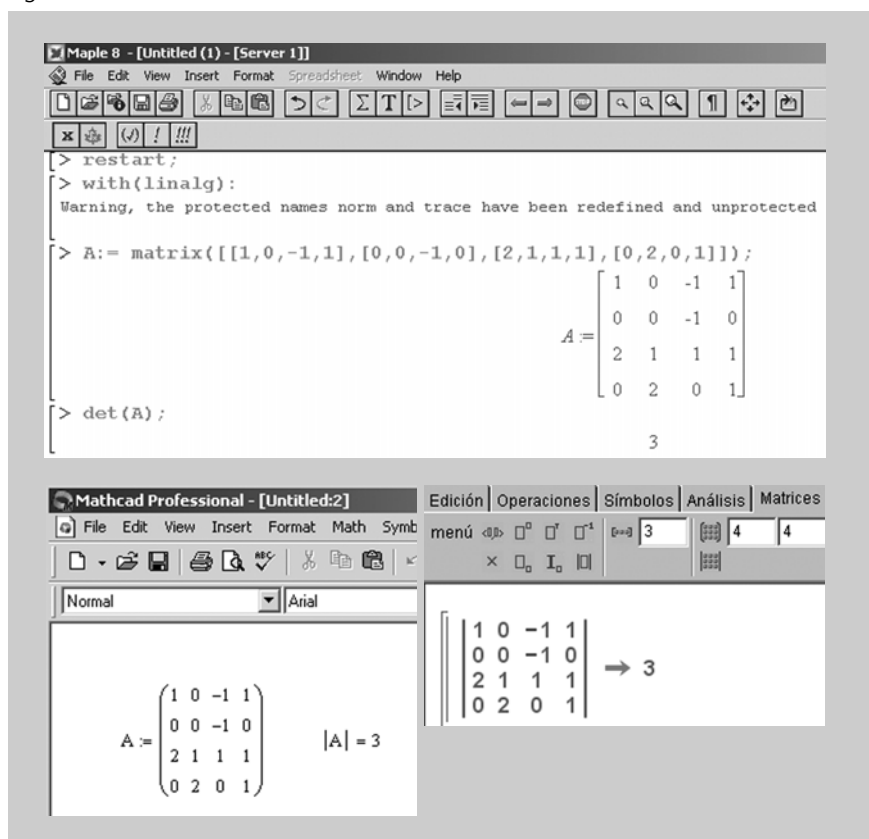 Maple 8 - [Untitled (1) - [Server 1]]
File Edit View Insert Format Spreadsheet Window Help
[> restart;
[> with(linalg):
Warning, the protected names norm and trace have been redefined and unprotected
[> A:= matrix([[1,0,-1,1],[0,0,-1,0],[2,1,1,1],[0,2,0,1]]);
1 0 -1 1
0 0 -1 0
A :=
2 1 1 1
0 2 0 1
[> det(A);
3
Mathcad Professional - [Untitled:2]
File Edit View Insert Format Math Symb
Normal Arial
1 0 -1 1
0 0 -1 0
A := |A| = 3
2 1 1 1
0 2 0 1
Edición Operaciones Símbolos Análisis Matrices
menú 3 4 4
1 0 -1 1
0 0 -1 0
→ 3
2 1 1 1
0 2 0 1